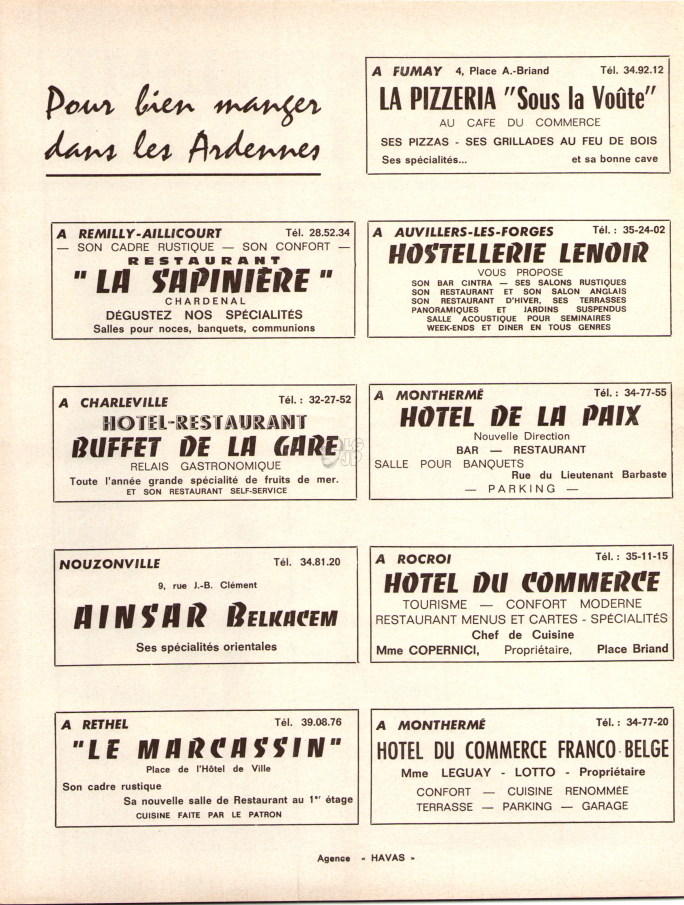 Pour bien manger
dans les Ardennes
A FUMAY 4, Place A.-Briand Tél. 34.92.12
LA PIZZERIA "Sous la Voûte"
AU CAFE DU COMMERCE
SES PIZZAS - SES GRILLADES AU FEU DE BOIS
Ses spécialités... et sa bonne cave
A REMILLY-AILLICOURT Tél. 28.52.34
— SON CADRE RUSTIQUE — SON CONFORT —
RESTAURANT
" LA SAPINIÈRE "
CHARDENAL
DÉGUSTEZ NOS SPÉCIALITÉS
Salles pour noces, banquets, communions
A AUVILLERS-LES-FORGES Tél. : 35-24-02
HOSTELLERIE LENOIR
VOUS PROPOSE
SON BAR CINTRA — SES SALONS RUSTIQUES
SON RESTAURANT ET SON SALON ANGLAIS
SON RESTAURANT D'HIVER, SES TERRASSES
PANORAMIQUES ET JARDINS SUSPENDUS
SALLE ACOUSTIQUE POUR SEMINAIRES
WEEK-ENDS ET DINER EN TOUS GENRES
A CHARLEVILLE Tél. : 32-27-52
HOTEL-RESTAURANT
BUFFET DE LA GARE
RELAIS GASTRONOMIQUE
Toute l'année grande spécialité de fruits de mer.
ET SON RESTAURANT SELF-SERVICE
A MONTHERMÉ Tél. : 34-77-55
HOTEL DE LA PAIX
Nouvelle Direction
BAR — RESTAURANT
SALLE POUR BANQUETS
Rue du Lieutenant Barbaste
— PARKING —
NOUZONVILLE Tél. 34.81.20
9, rue J.-B. Clément
AINSAR BELKACEM
Ses spécialités orientales
A ROCROI Tél. : 35-11-15
HOTEL DU COMMERCE
TOURISME — CONFORT MODERNE
RESTAURANT MENUS ET CARTES - SPÉCIALITÉS
Chef de Cuisine
Mme COPERNICI, Propriétaire, Place Briand
A RETHEL Tél. 39.08.76
"LE MARCASSIN"
Place de l'Hôtel de Ville
Son cadre rustique
Sa nouvelle salle de Restaurant au 1er étage
CUISINE FAITE PAR LE PATRON
A MONTHERMÉ Tél. : 34-77-20
HOTEL DU COMMERCE FRANCO-BELGE
Mme LEGUAY - LOTTO - Propriétaire
CONFORT — CUISINE RENOMMÉE
TERRASSE — PARKING — GARAGE
Agence « HAVAS »